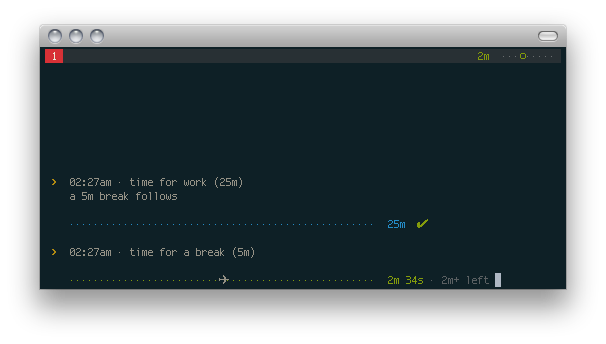 1 2m ····o·····
❯ 02:27am · time for work (25m)
a 5m break follows
25m ✔
❯ 02:27am · time for a break (5m)
✈ 2m 34s · 2m+ left